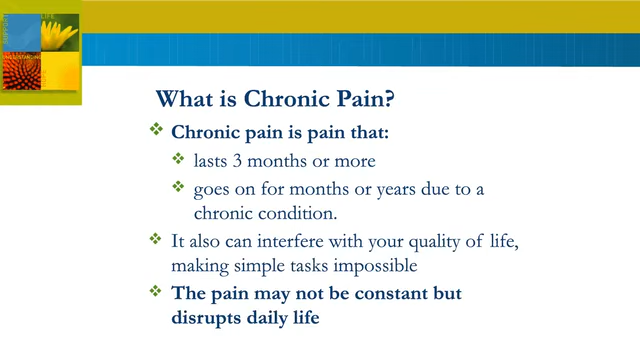 What is Chronic Pain?
Chronic pain is pain that:
lasts 3 months or more
goes on for months or years due to a
chronic condition.
It also can interfere with your quality of life,
making simple tasks impossible
The pain may not be constant but
disrupts daily life